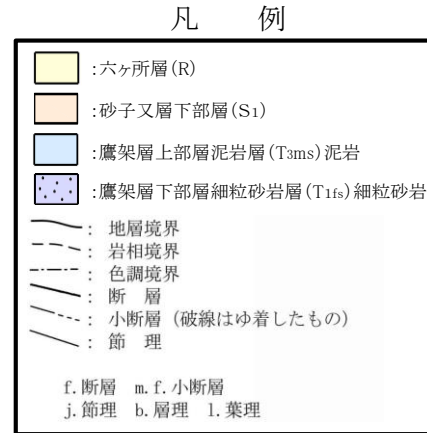 凡 例
:六ヶ所層(R)
:砂子又層下部層(S1)
:鷹架層上部層泥岩層(T3ms)泥岩
:鷹架層下部層細粒砂岩層(T1fs)細粒砂岩
: 地層境界
: 岩相境界
: 色調境界
: 断 層
: 小断層 (破線はゆ着したもの)
: 節 理
f.断層 m.f.小断層
j.節理 b.層理 l.葉理